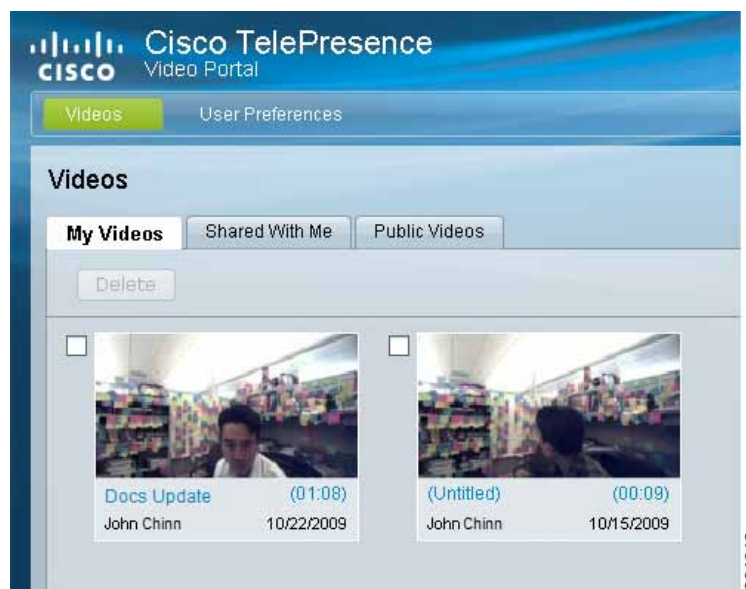 Cisco TelePresence
CISCO Video Portal
Videos User Preferences
Videos
My Videos Shared With Me Public Videos
Delete
Docs Update (01:08) (Untitled) (00:09)
John Chinn 10/22/2009 John Chinn 10/15/2009